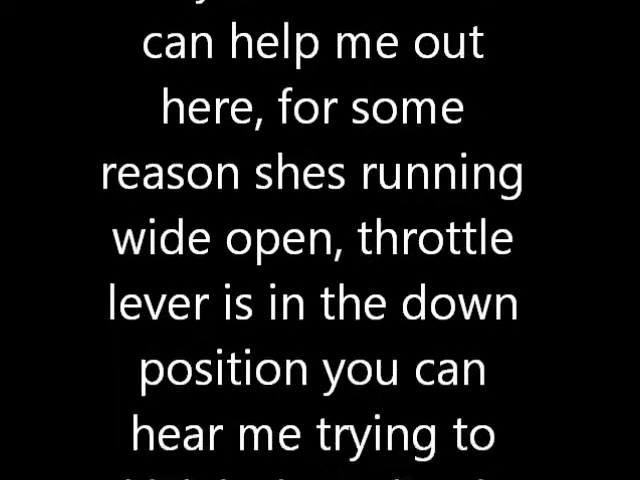 can help me out
here, for some
reason shes running
wide open, throttle
lever is in the down
position you can
hear me trying to